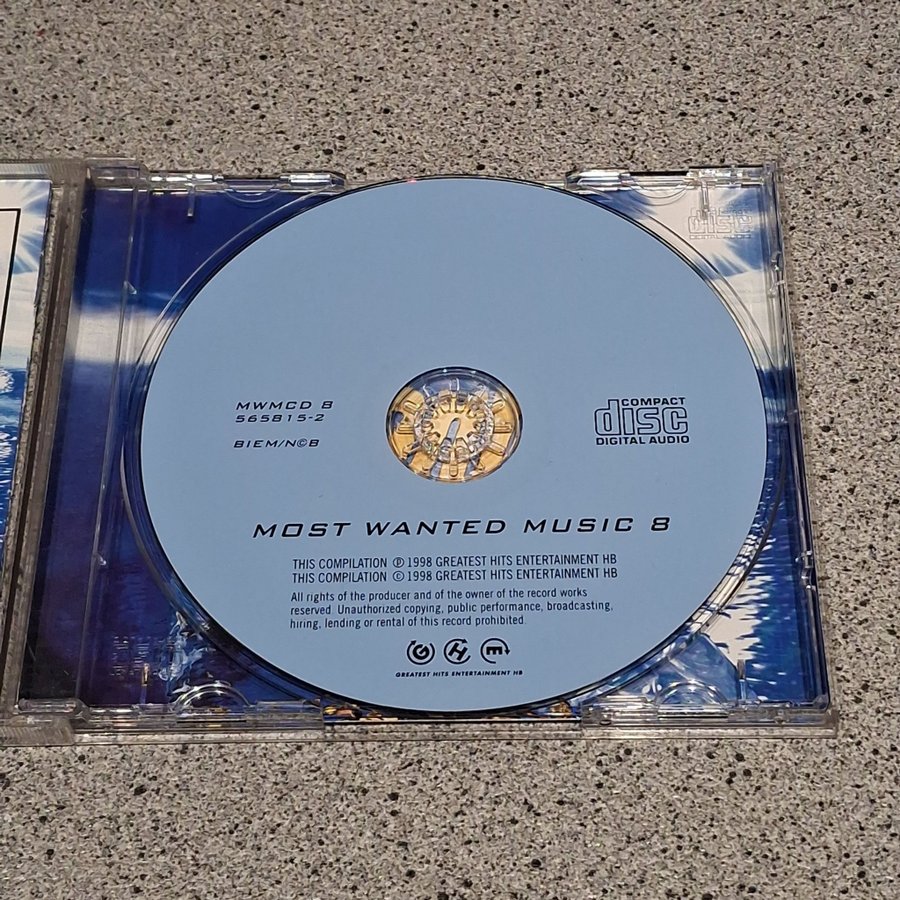 MWMCD 8
565815-2
BIEM/N©B
COMPACT
disc
DIGITAL AUDIO
MOST WANTED MUSIC 8
THIS COMPILATION ℗ 1998 GREATEST HITS ENTERTAINMENT HB
THIS COMPILATION © 1998 GREATEST HITS ENTERTAINMENT HB
All rights of the producer and of the owner of the record works
reserved. Unauthorized copying, public performance, broadcasting,
hiring, lending or rental of this record prohibited.
G H m
GREATEST HITS ENTERTAINMENT HB
disc